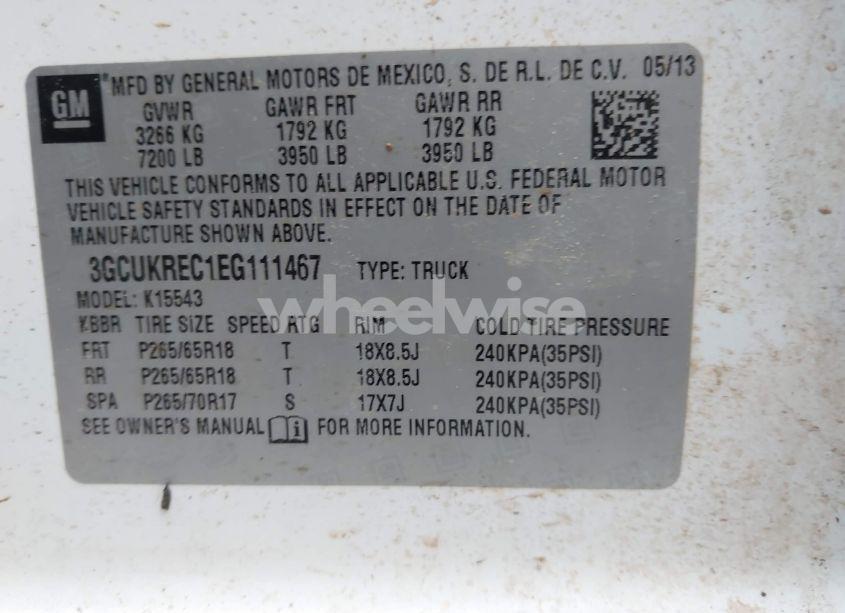 GM
MFD BY GENERAL MOTORS DE MEXICO, S. DE R.L. DE C.V. 05/13
GVWR GAWR FRT GAWR RR
3266 KG 1792 KG 1792 KG
7200 LB 3950 LB 3950 LB
THIS VEHICLE CONFORMS TO ALL APPLICABLE U.S. FEDERAL MOTOR
VEHICLE SAFETY STANDARDS IN EFFECT ON THE DATE OF
MANUFACTURE SHOWN ABOVE.
3GCUKREC1EG111467 TYPE: TRUCK
MODEL: K15543
wheelwise
KBBR TIRE SIZE SPEED RTG RIM COLD TIRE PRESSURE
FRT P265/65R18 T 18X8.5J 240KPA(35PSI)
RR P265/65R18 T 18X8.5J 240KPA(35PSI)
SPA P265/70R17 S 17X7J 240KPA(35PSI)
SEE OWNER'S MANUAL FOR MORE INFORMATION.